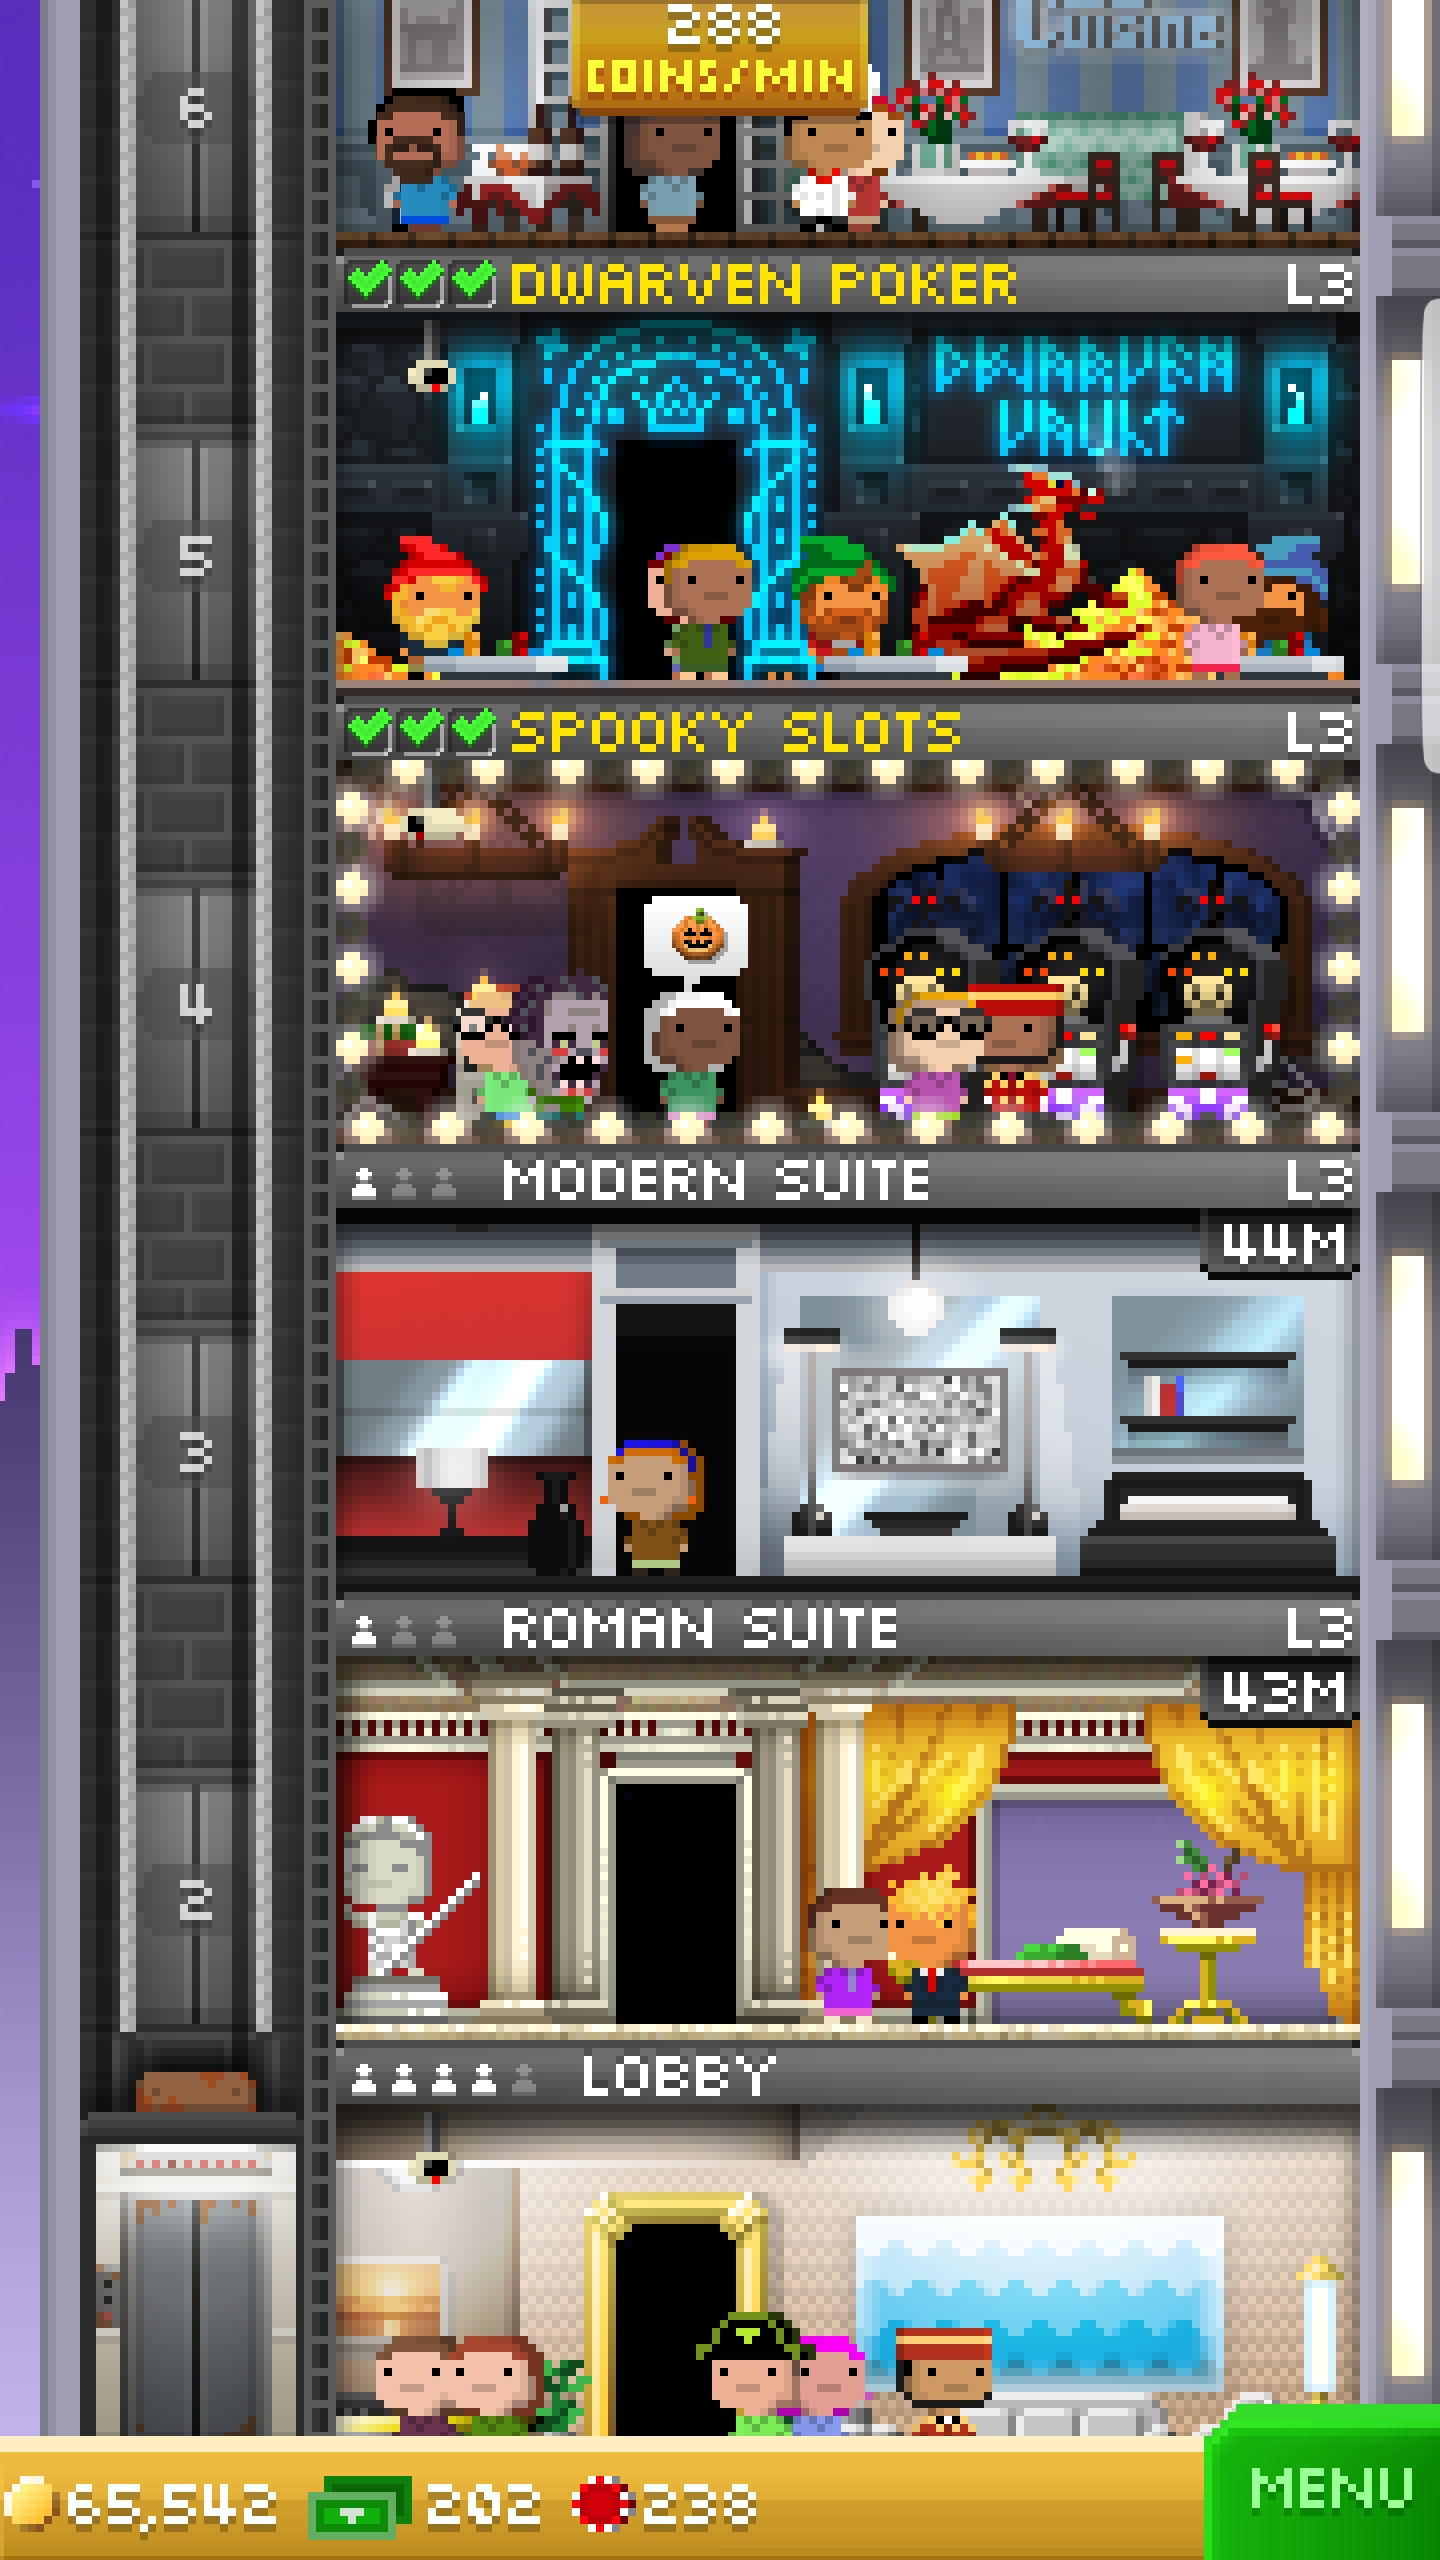 288
COINS/MIN
Cuisine
6
DWARVEN POKER L3
DWARVEN
VAULT
5
SPOOKY SLOTS L3
4
MODERN SUITE L3
44M
3
ROMAN SUITE L3
43M
2
LOBBY
65,542 202 238
MENU